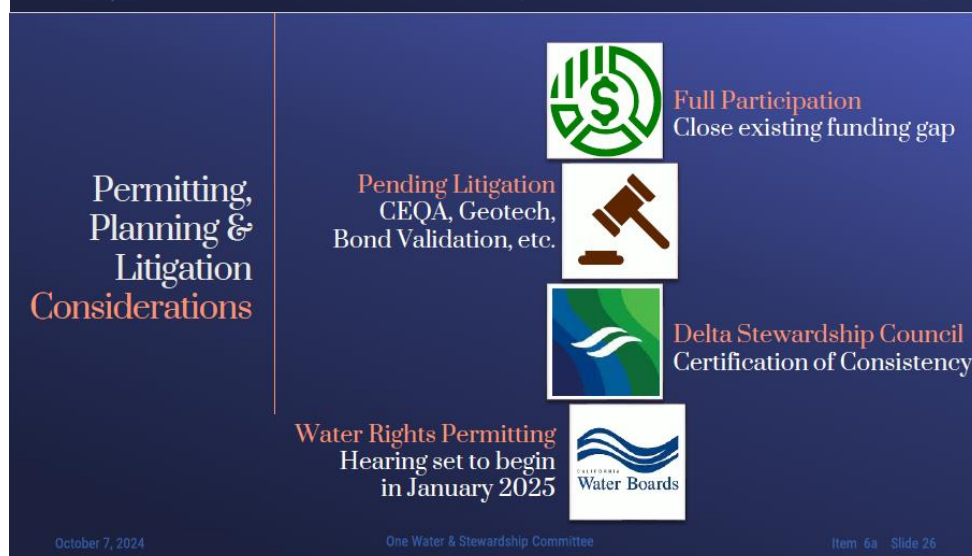 Permitting,
Planning &
Litigation
Considerations
Full Participation
Close existing funding gap
Pending Litigation
CEQA, Geotech,
Bond Validation, etc.
Delta Stewardship Council
Certification of Consistency
Water Rights Permitting
Hearing set to begin
in January 2025
$
CALIFORNIA
Water Boards
October 7, 2024
One Water & Stewardship Committee
Item 6a Slide 26